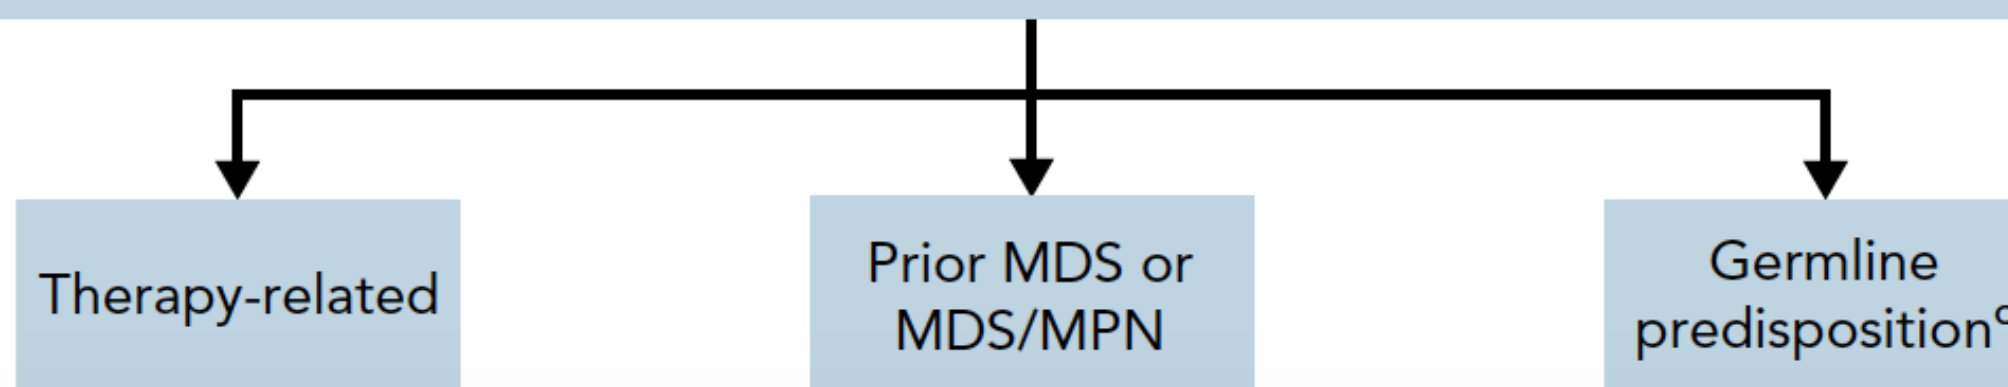 Therapy-related
Prior MDS or
MDS/MPN
Germline
predisposition